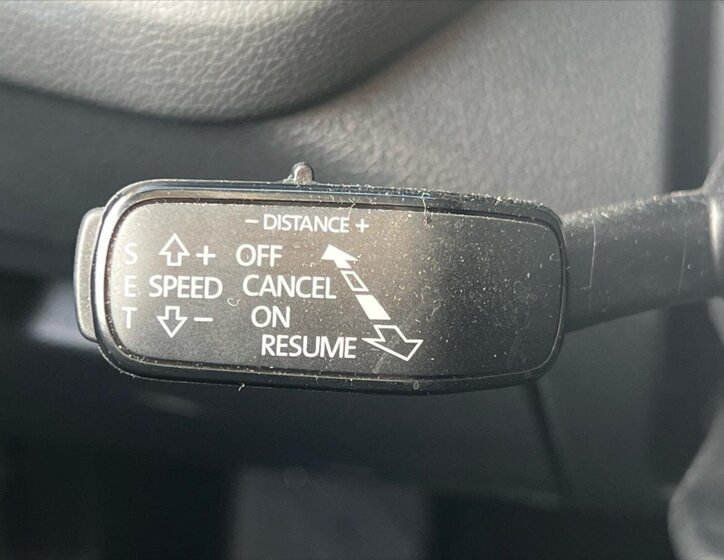 − DISTANCE +
S + OFF
E SPEED CANCEL
T − ON
RESUME